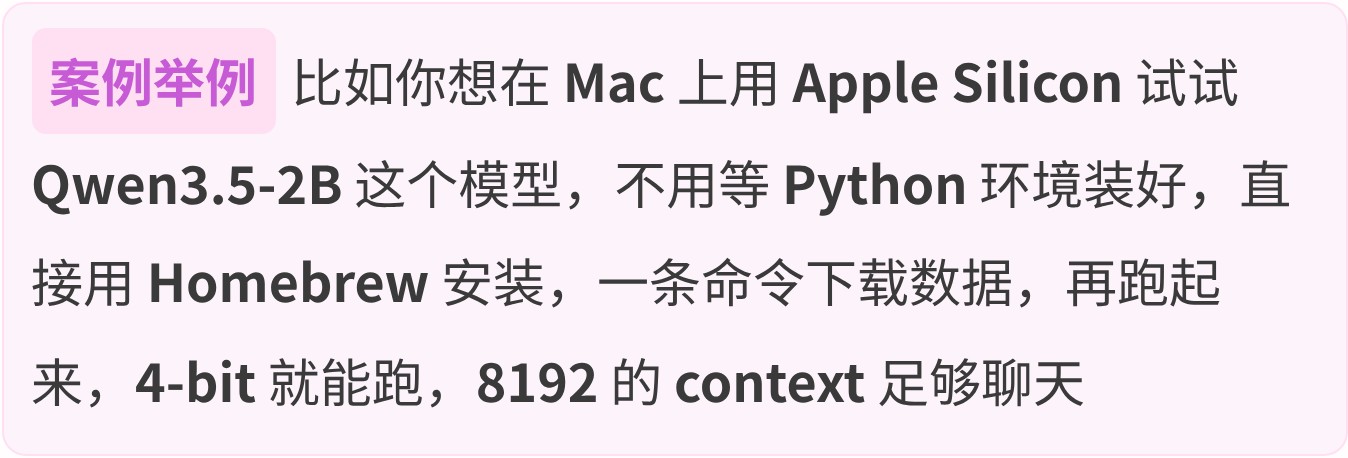 案例举例 比如你想在 Mac 上用 Apple Silicon 试试
Qwen3.5-2B 这个模型，不用等 Python 环境装好，直
接用 Homebrew 安装，一条命令下载数据，再跑起
来，4-bit 就能跑，8192 的 context 足够聊天